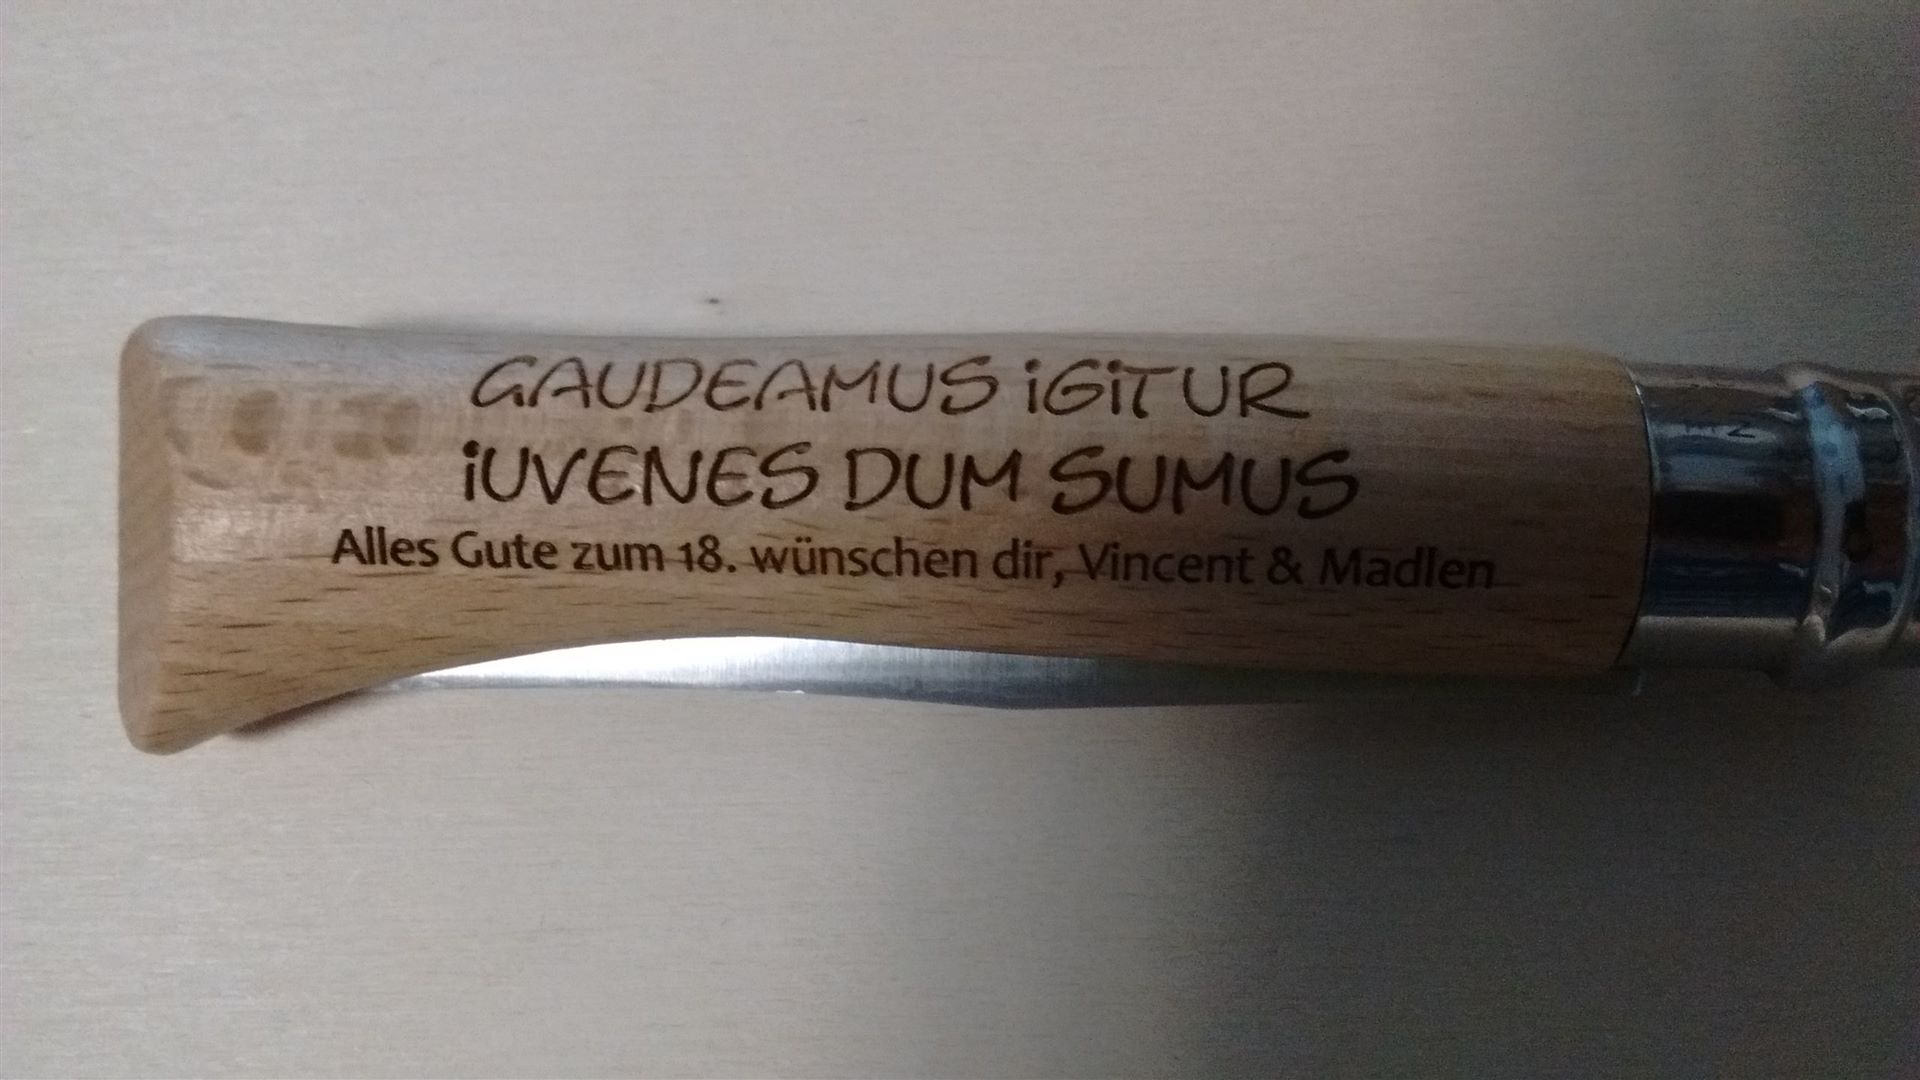 GAUDEAMUS iGiTUR
iUVENES DUM SUMUS
Alles Gute zum 18. wünschen dir, Vincent & Madlen